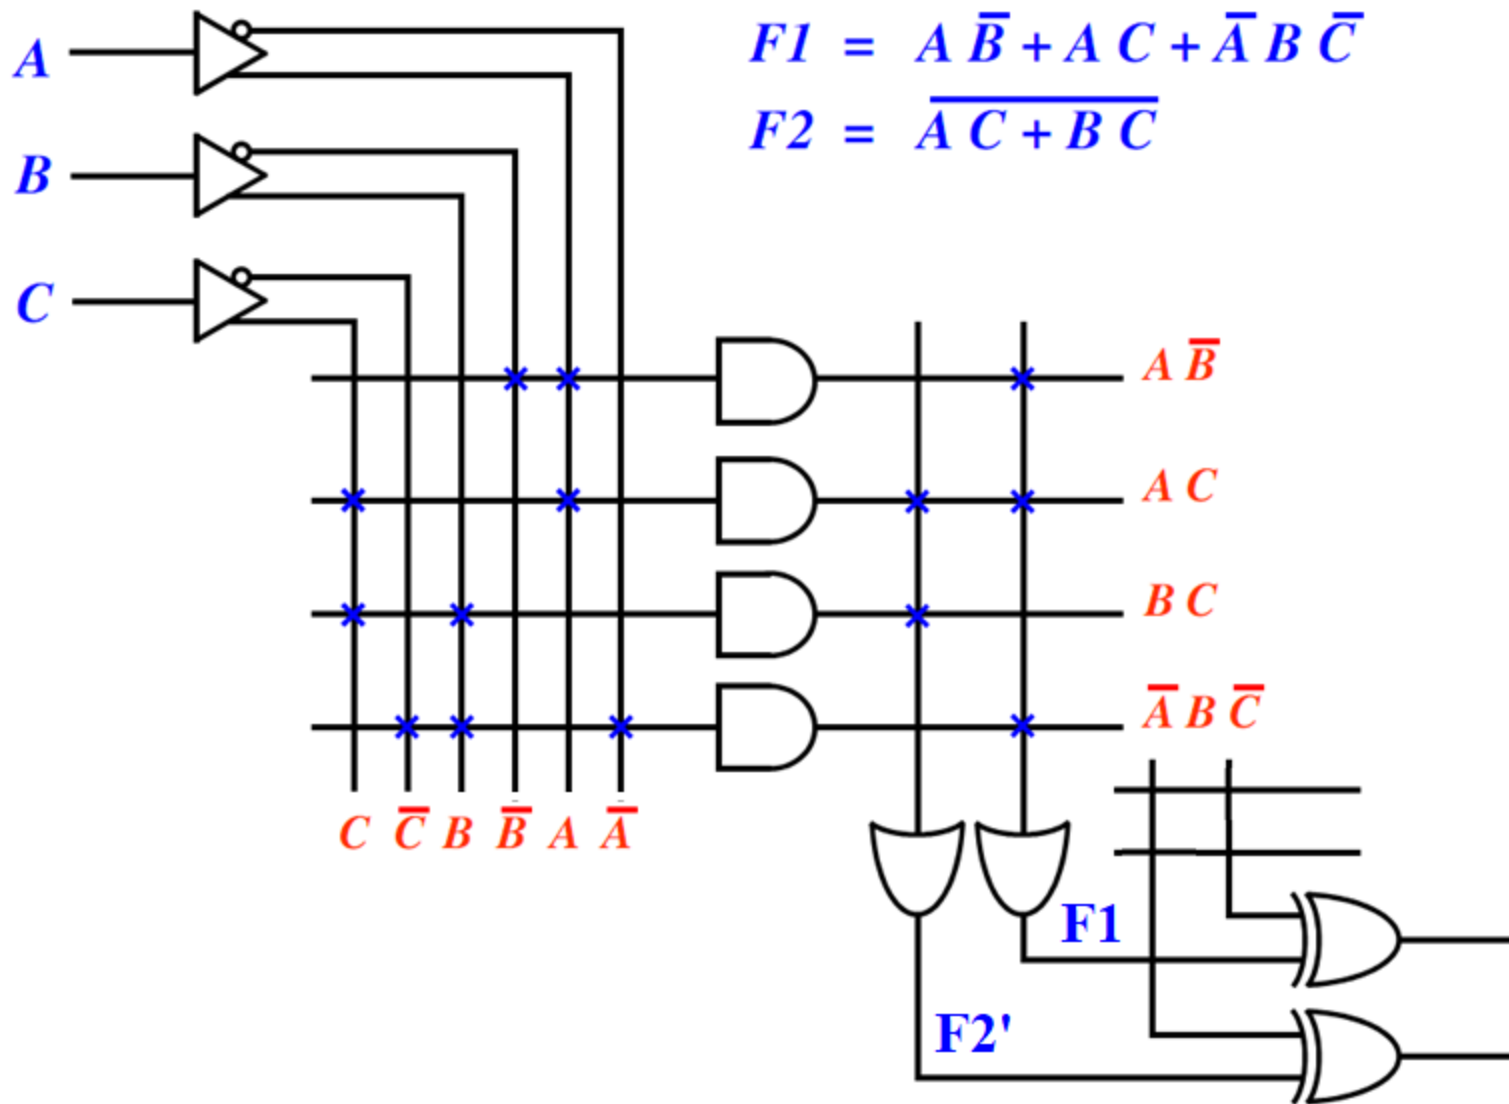 A
B
C
F1 = A B̅ + A C + A̅ B C̅
F2 = A̅ ̅C̅ ̅+̅ ̅B̅ ̅C̅
A B̅
A C
B C
A̅ B C̅
C C̅ B B̅ A A̅
F1
F2'